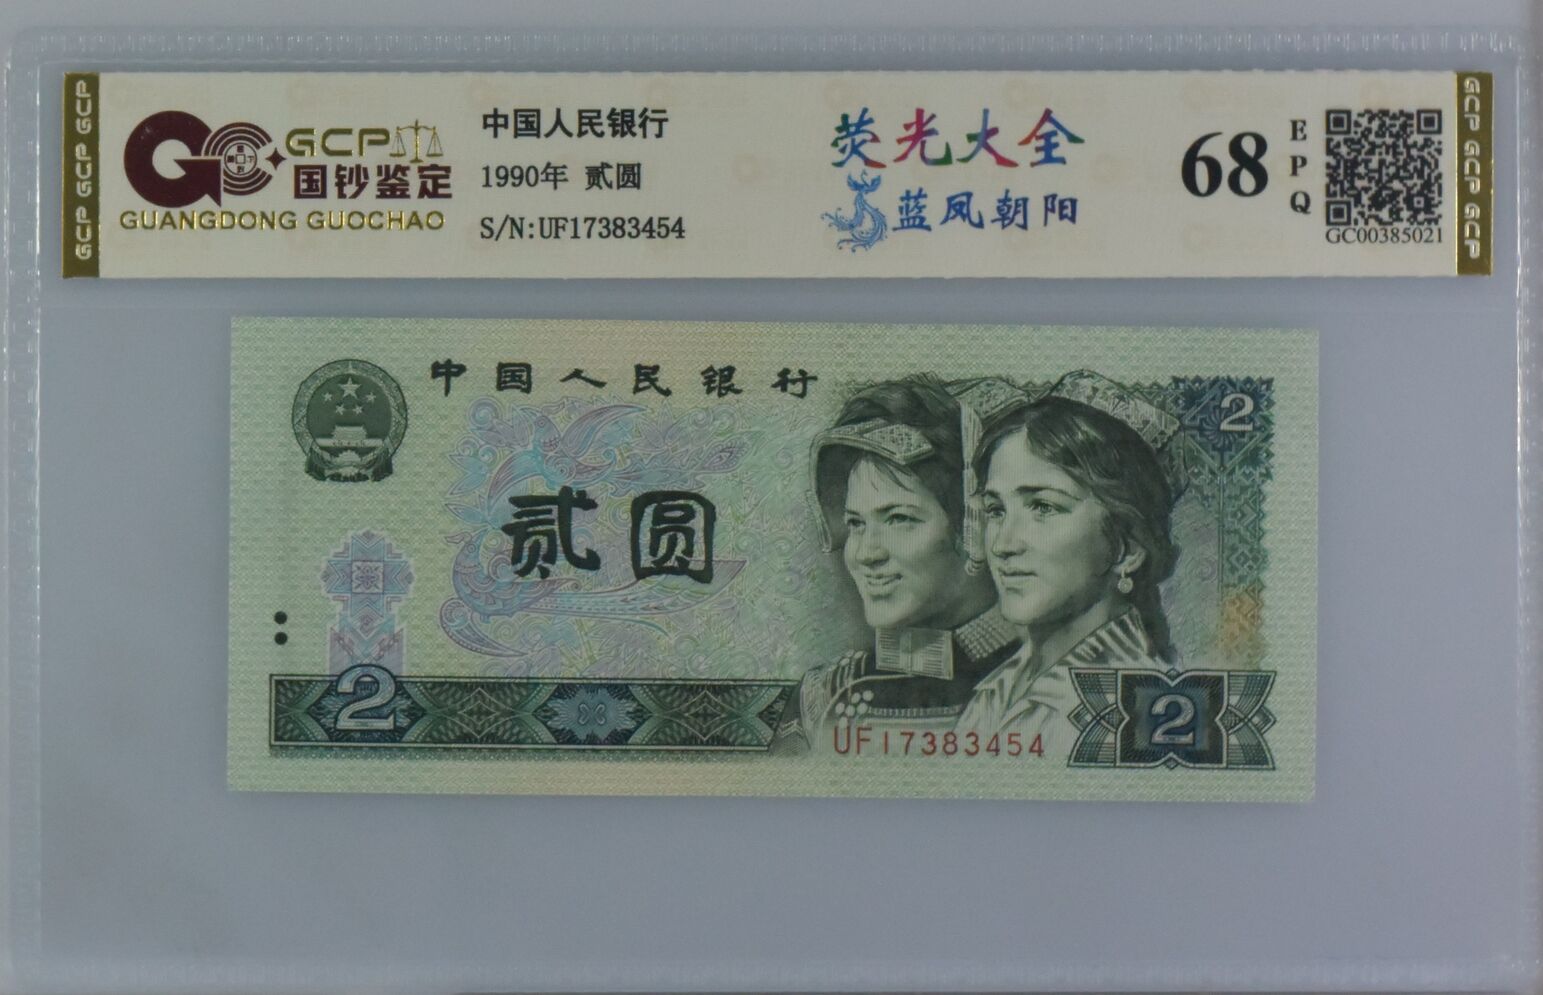 GCP GCP GCP
GCP
国钞鉴定
GUANGDONG GUOCHAO
中国人民银行
1990年 贰圆
S/N:UF17383454
荧光大全
蓝凤朝阳
68
EPQ
GC00385021
GCP GCP GCP
中国人民银行
2
贰圆
2
UF17383454
2